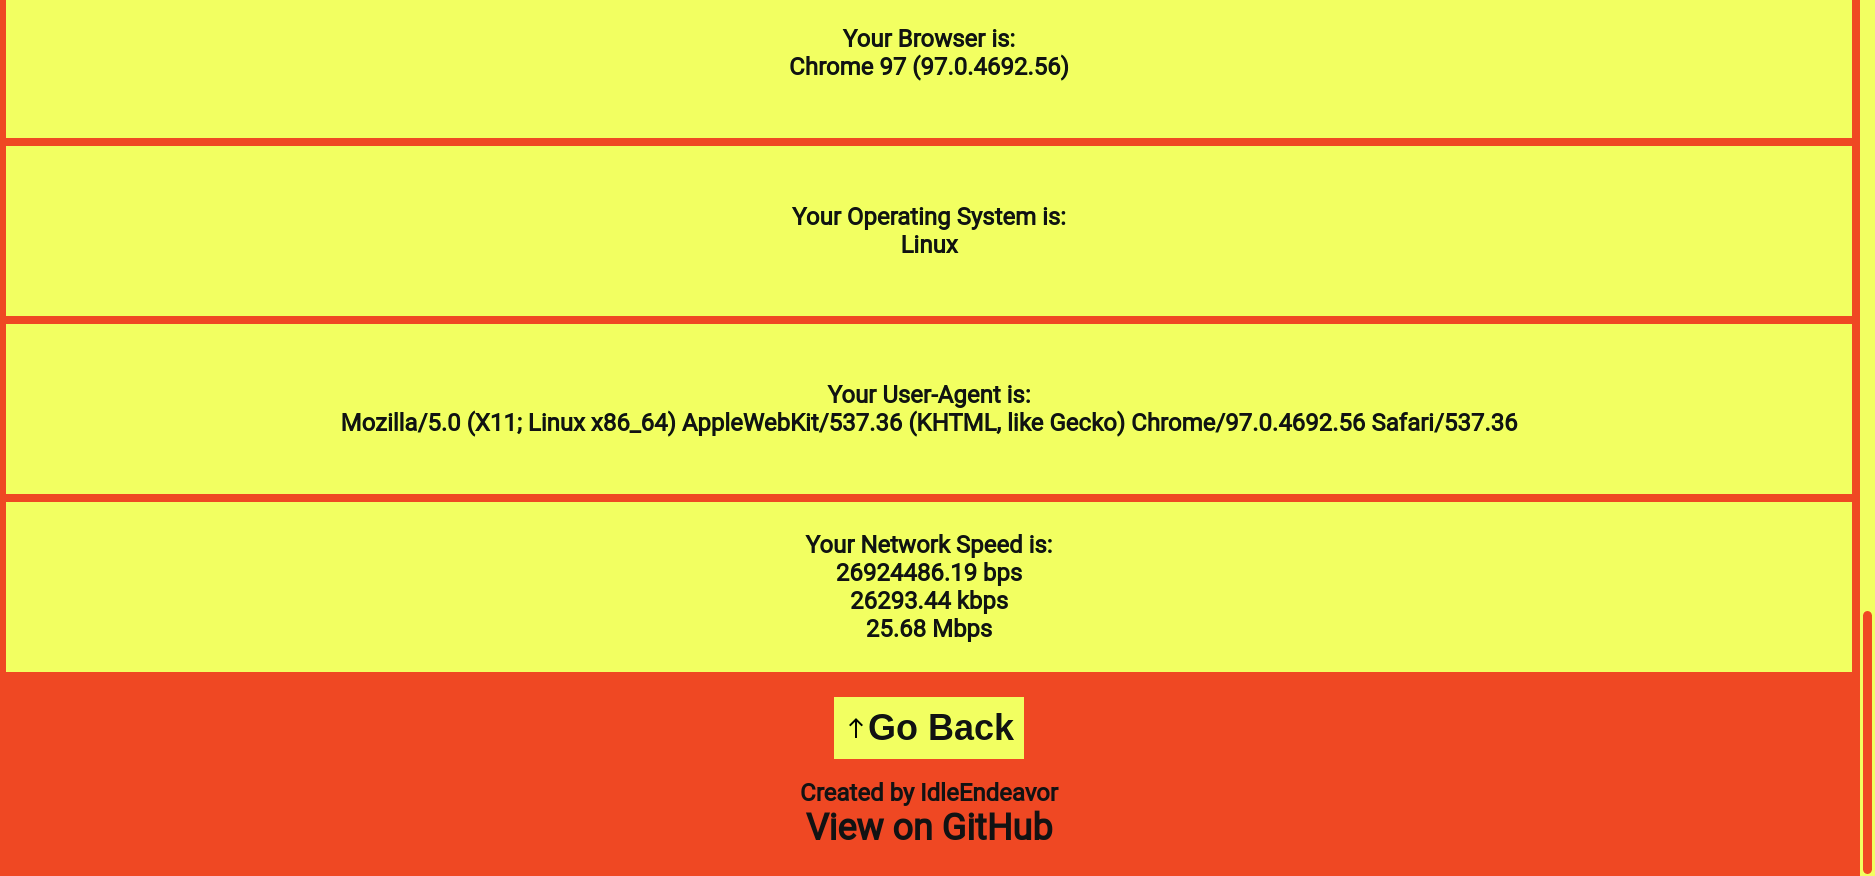 Your Browser is:
Chrome 97 (97.0.4692.56)
Your Operating System is:
Linux
Your User-Agent is:
Mozilla/5.0 (X11; Linux x86_64) AppleWebKit/537.36 (KHTML, like Gecko) Chrome/97.0.4692.56 Safari/537.36
Your Network Speed is:
26924486.19 bps
26293.44 kbps
25.68 Mbps
↑Go Back
Created by IdleEndeavor
View on GitHub